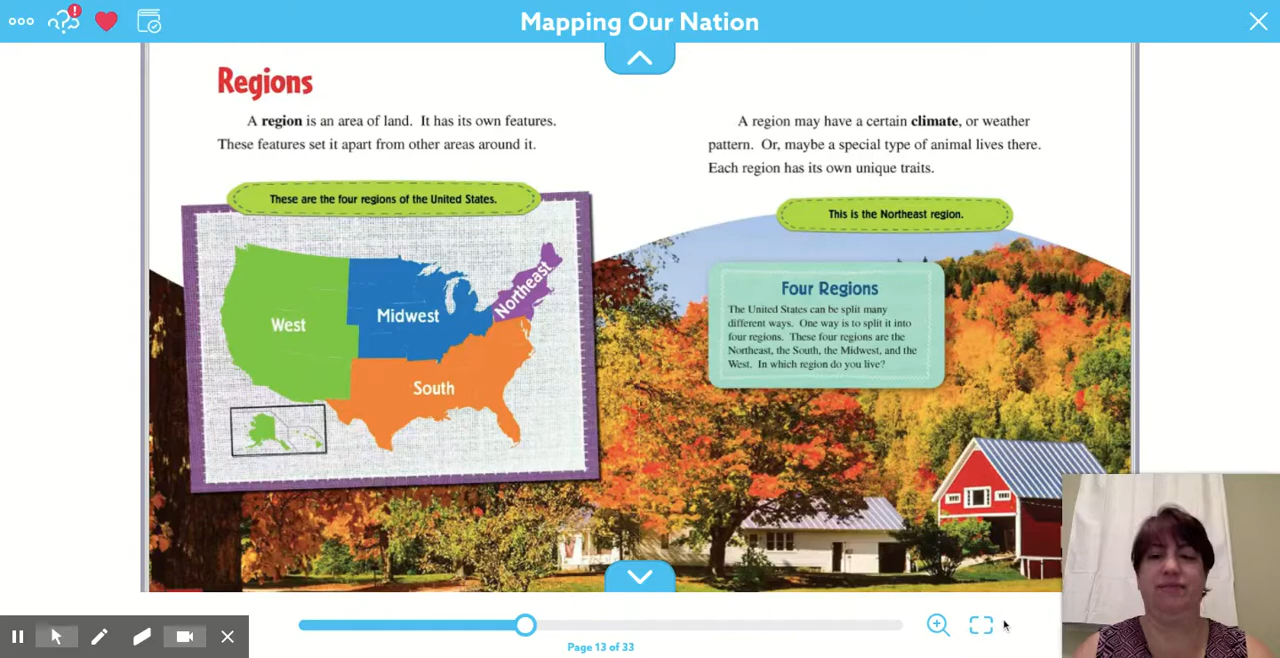 Mapping Our Nation
Regions
A region is an area of land. It has its own features.
These features set it apart from other areas around it.
These are the four regions of the United States.
West
Midwest
Northeast
South
A region may have a certain climate, or weather
pattern. Or, maybe a special type of animal lives there.
Each region has its own unique traits.
This is the Northeast region.
Four Regions
The United States can be split many
different ways. One way is to split it into
four regions. These four regions are the
Northeast, the South, the Midwest, and the
West. In which region do you live?
Page 13 of 33